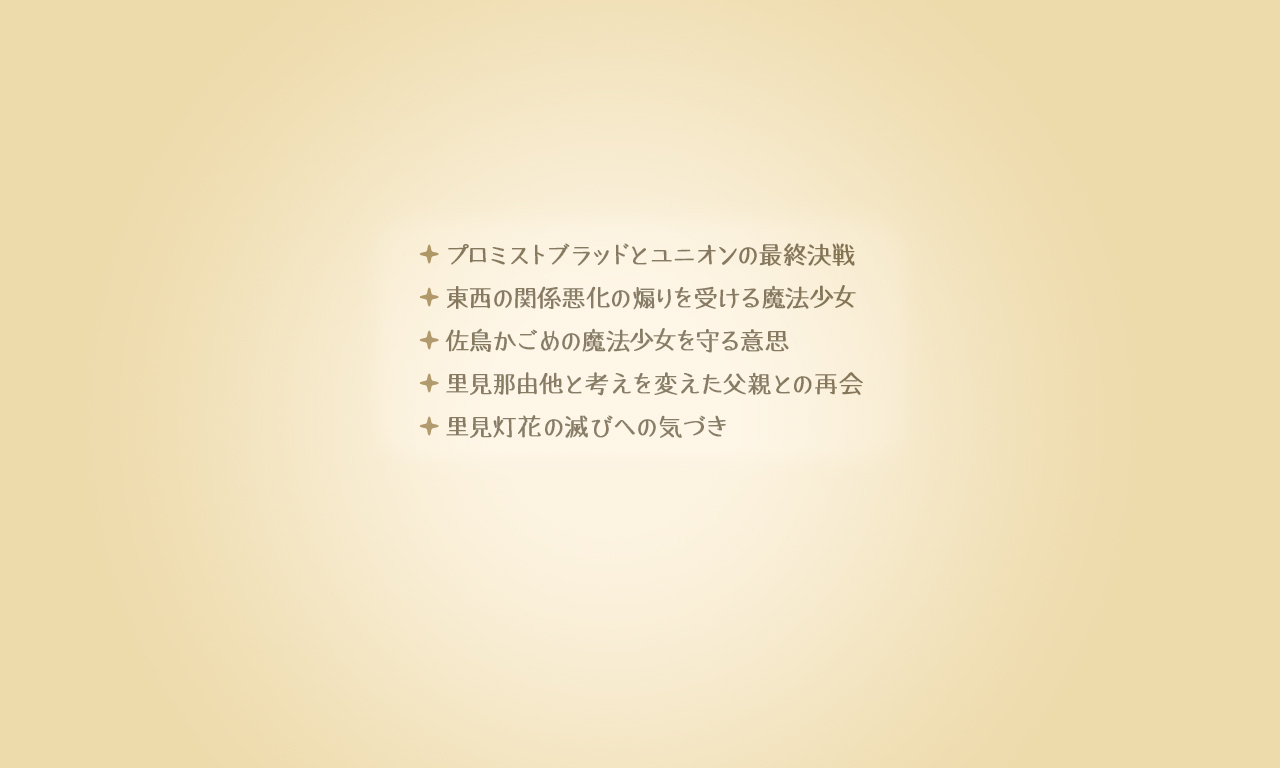 プロミストブラッドとユニオンの最終決戦
東西の関係悪化の煽りを受ける魔法少女
佐鳥かごめの魔法少女を守る意思
里見那由他と考えを変えた父親との再会
里見灯花の滅びへの気づき